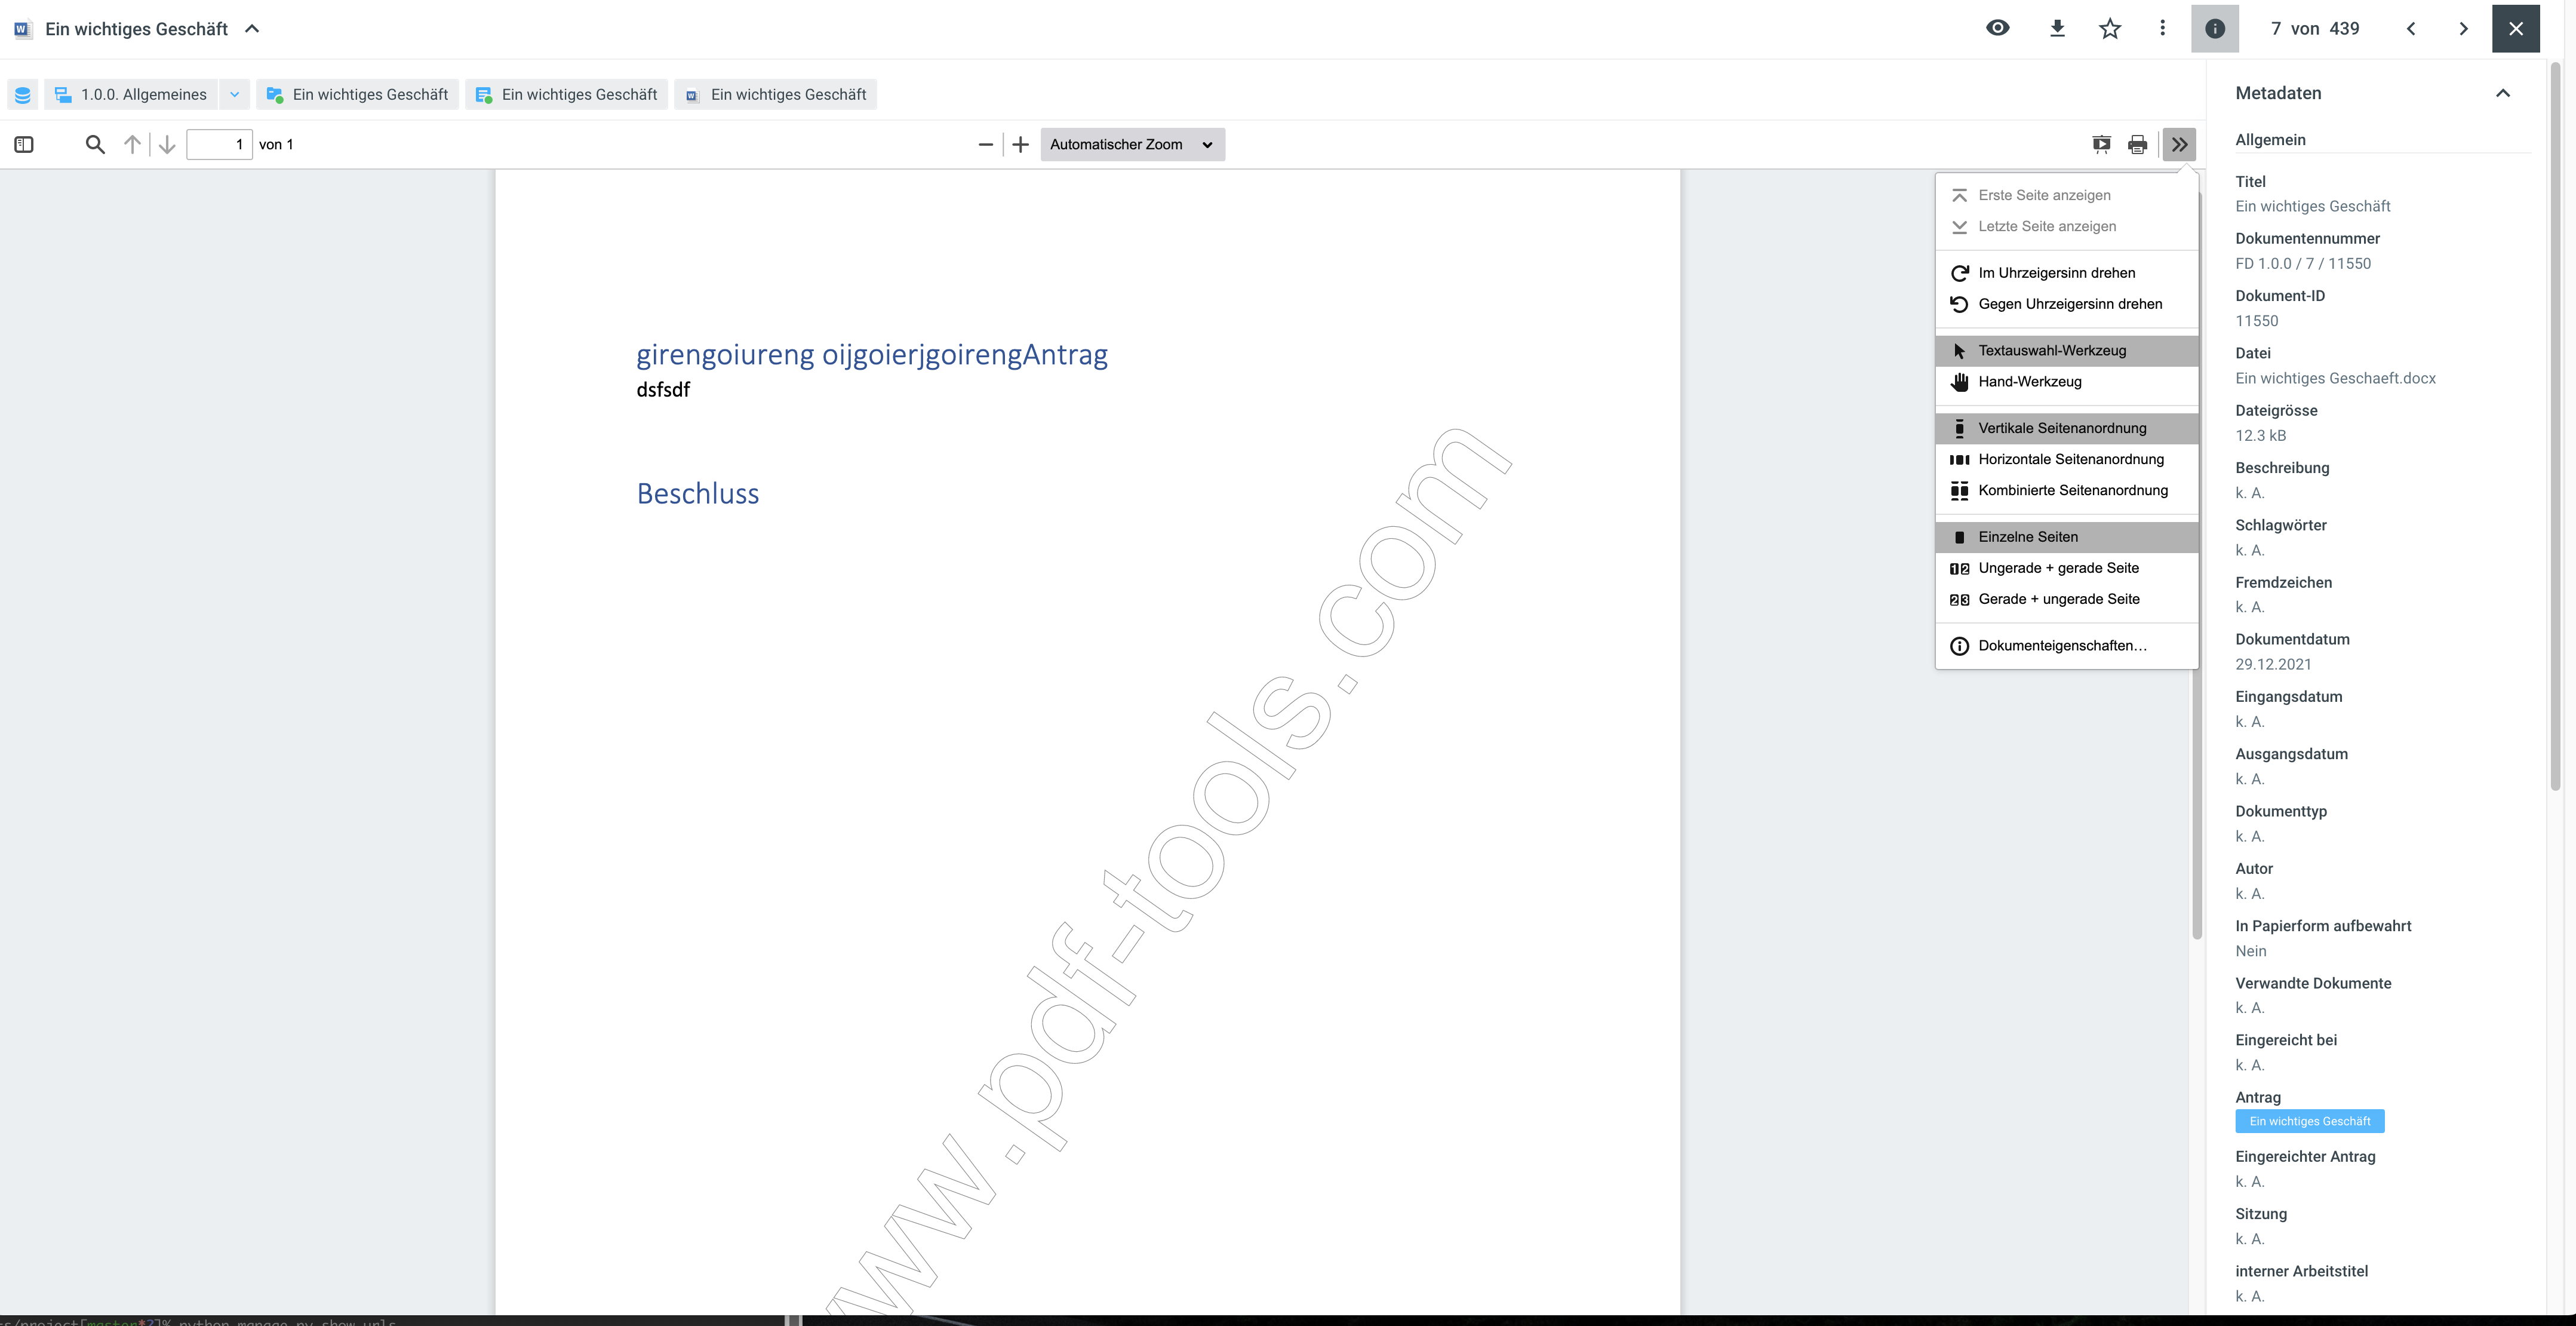 Ein wichtiges Geschäft
7 von 439
1.0.0. Allgemeines
Ein wichtiges Geschäft
Ein wichtiges Geschäft
Ein wichtiges Geschäft
1 von 1
Automatischer Zoom
girengoiureng oijgoierjgoirengAntrag
dsfsdf
Beschluss
www.pdf-tools.com
Erste Seite anzeigen
Letzte Seite anzeigen
Im Uhrzeigersinn drehen
Gegen Uhrzeigersinn drehen
Textauswahl-Werkzeug
Hand-Werkzeug
Vertikale Seitenanordnung
Horizontale Seitenanordnung
Kombinierte Seitenanordnung
Einzelne Seiten
Ungerade + gerade Seite
Gerade + ungerade Seite
Dokumenteigenschaften…
Metadaten
Allgemein
Titel
Ein wichtiges Geschäft
Dokumentennummer
FD 1.0.0 / 7 / 11550
Dokument-ID
11550
Datei
Ein wichtiges Geschaeft.docx
Dateigrösse
12.3 kB
Beschreibung
k. A.
Schlagwörter
k. A.
Fremdzeichen
k. A.
Dokumentdatum
29.12.2021
Eingangsdatum
k. A.
Ausgangsdatum
k. A.
Dokumenttyp
k. A.
Autor
k. A.
In Papierform aufbewahrt
Nein
Verwandte Dokumente
k. A.
Eingereicht bei
k. A.
Antrag
Ein wichtiges Geschäft
Eingereichter Antrag
k. A.
Sitzung
k. A.
interner Arbeitstitel
k. A.